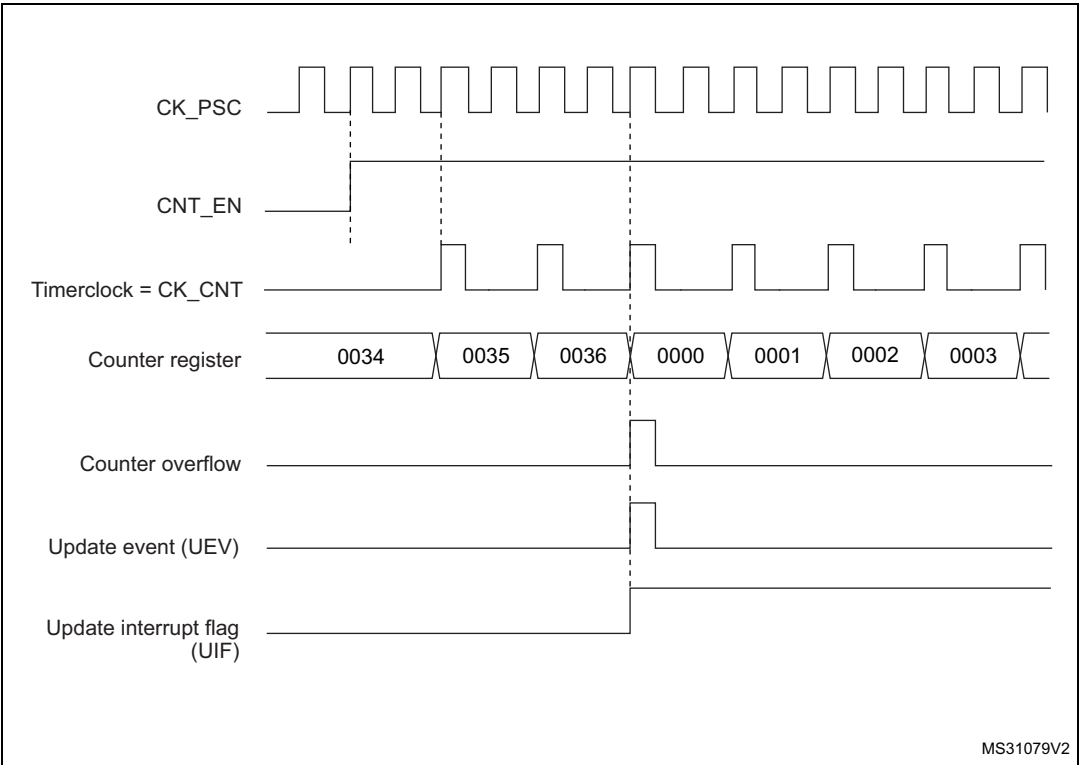 CK_PSC
CNT_EN
Timerclock = CK_CNT
Counter register 0034 0035 0036 0000 0001 0002 0003
Counter overflow
Update event (UEV)
Update interrupt flag
(UIF)
MS31079V2